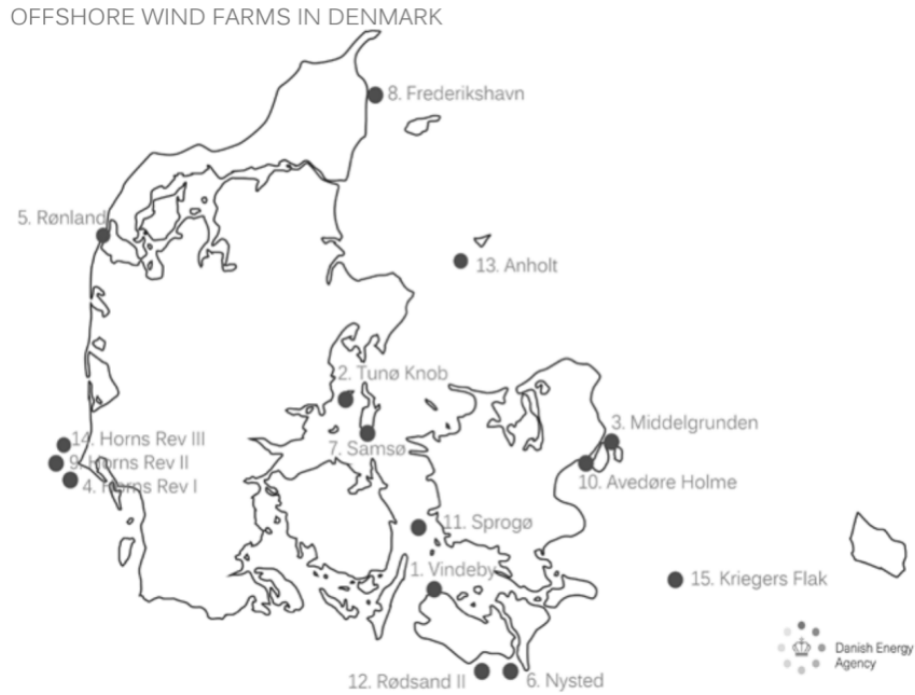 OFFSHORE WIND FARMS IN DENMARK
8. Frederikshavn
5. Rønland
13. Anholt
2. Tunø Knob
3. Middelgrunden
14. Horns Rev III
7. Samsø
9. Horns Rev II
10. Avedøre Holme
4. Horns Rev I
11. Sprogø
1. Vindeby
15. Kriegers Flak
Danish Energy
Agency
12. Rødsand II
6. Nysted